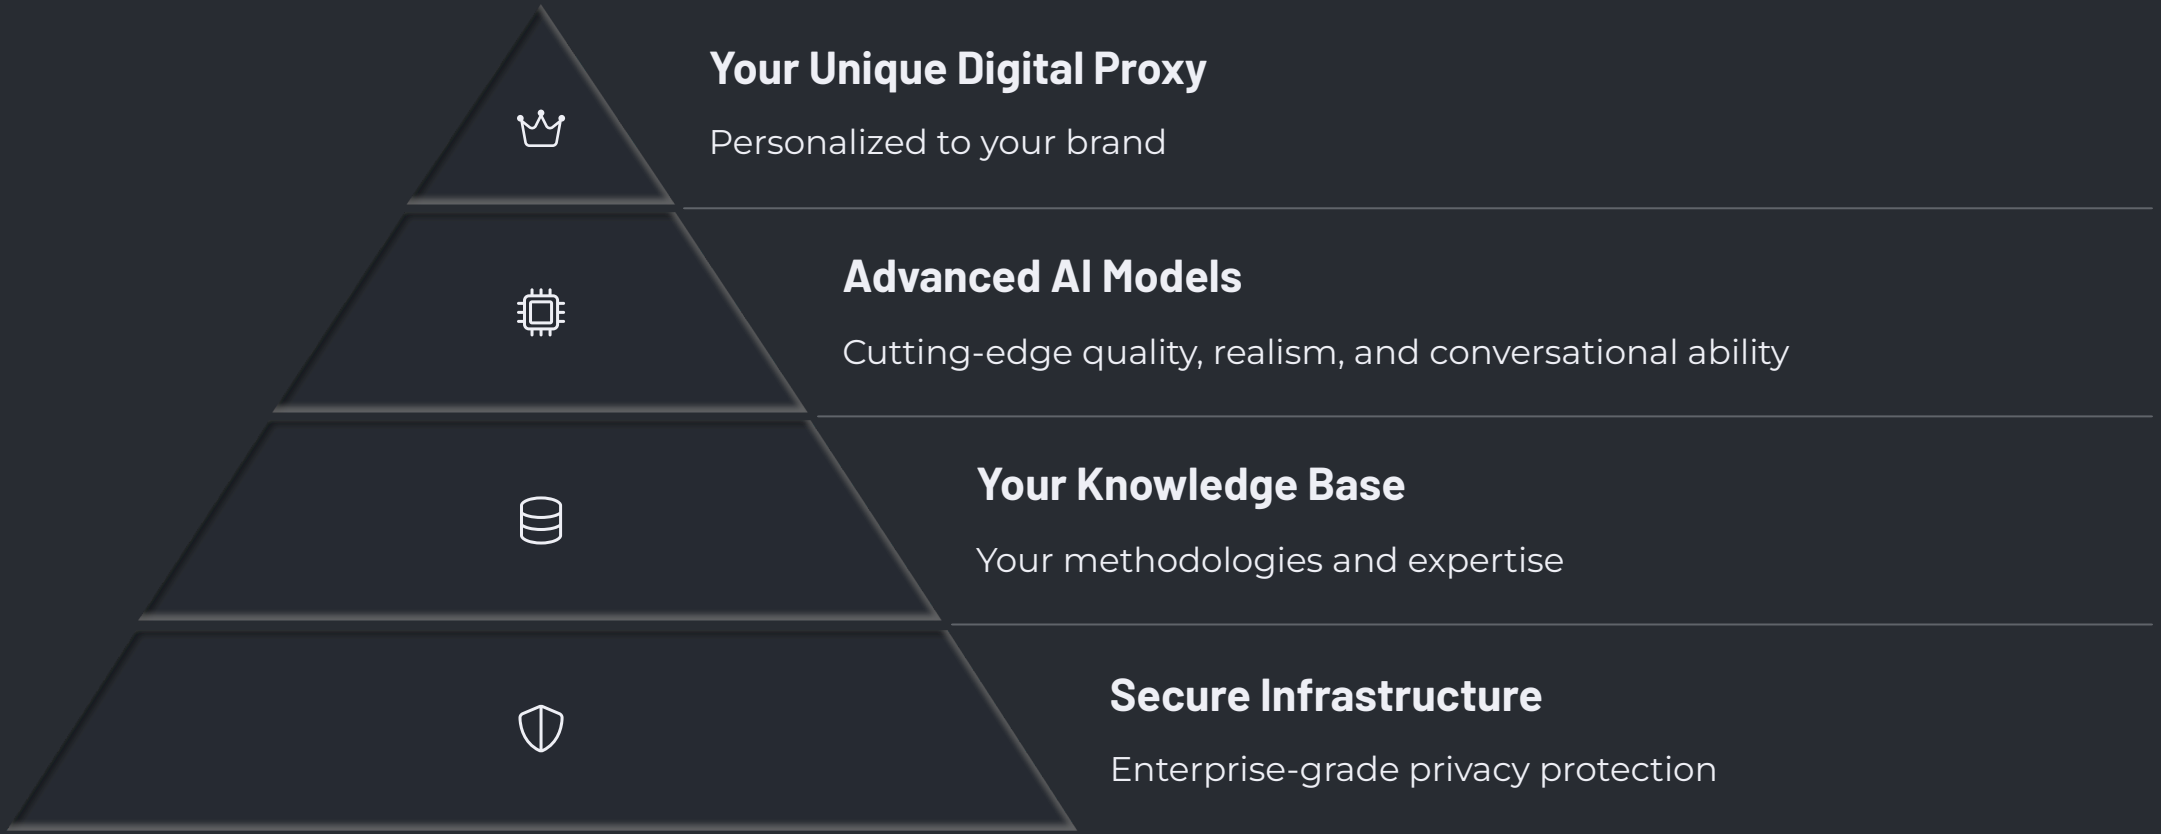 Your Unique Digital Proxy
Personalized to your brand
Advanced AI Models
Cutting-edge quality, realism, and conversational ability
Your Knowledge Base
Your methodologies and expertise
Secure Infrastructure
Enterprise-grade privacy protection